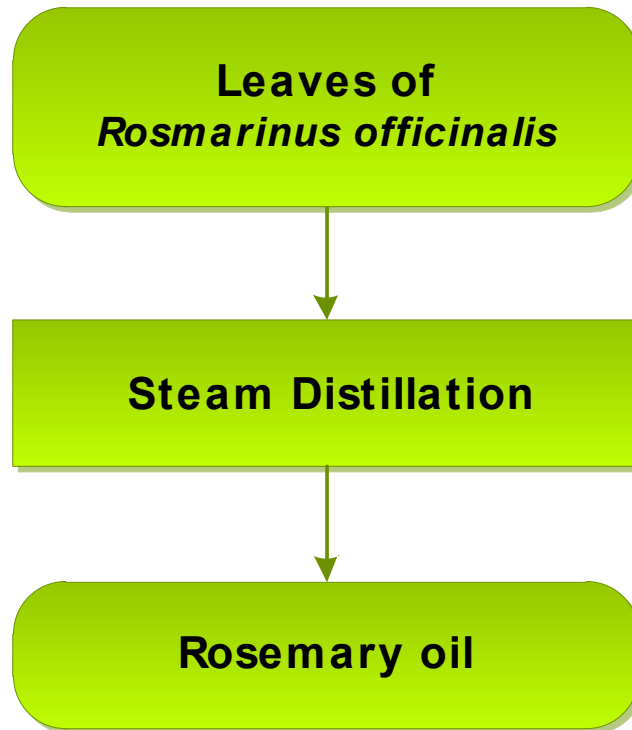 Leaves of
Rosmarinus officinalis
Steam Distillation
Rosemary oil